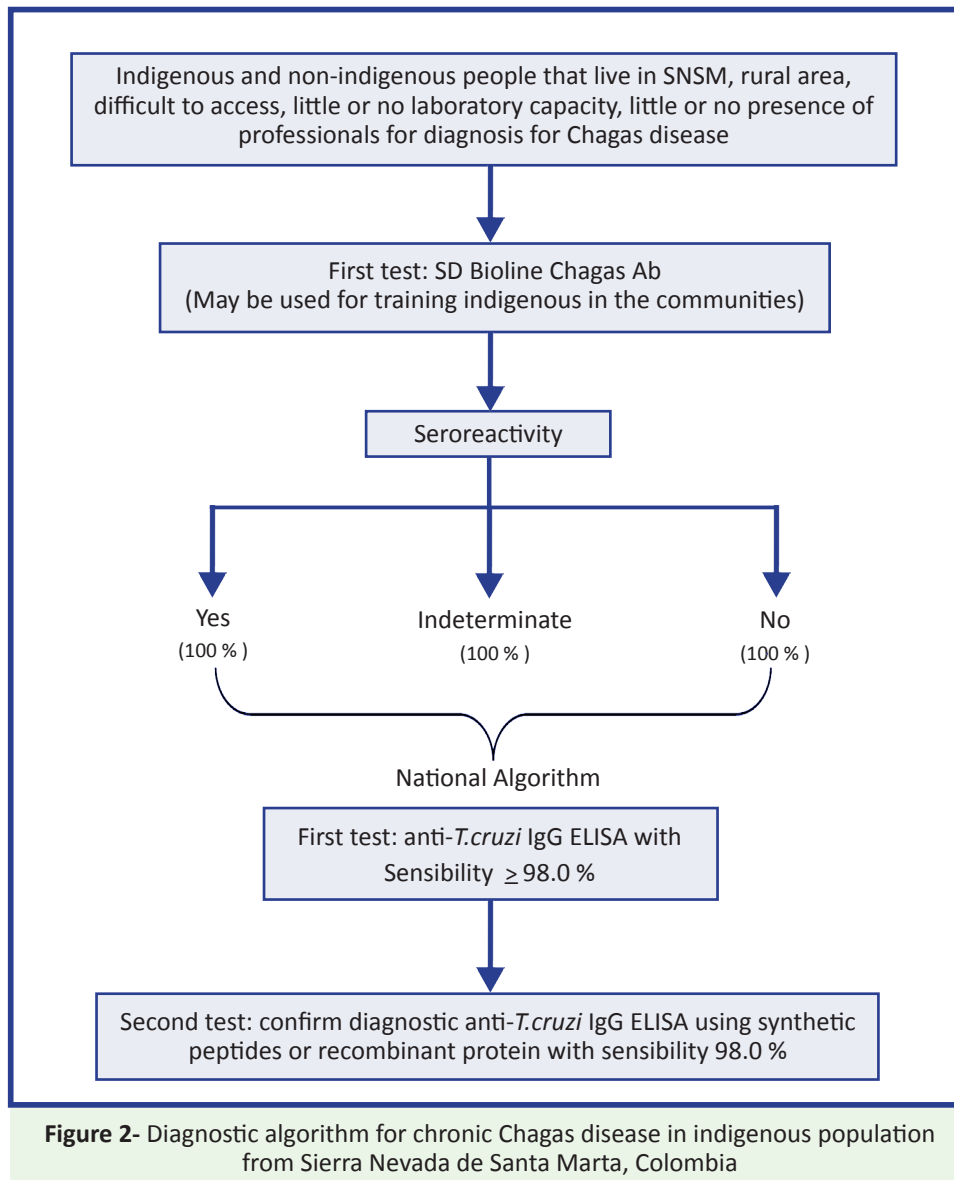 Indigenous and non-indigenous people that live in SNSM, rural area,
difficult to access, little or no laboratory capacity, little or no presence of
professionals for diagnosis for Chagas disease
First test: SD Bioline Chagas Ab
(May be used for training indigenous in the communities)
Seroreactivity
Yes
(100 % )
Indeterminate
(100 % )
No
(100 % )
National Algorithm
First test: anti-T.cruzi IgG ELISA with
Sensibility ≥ 98.0 %
Second test: confirm diagnostic anti-T.cruzi IgG ELISA using synthetic
peptides or recombinant protein with sensibility 98.0 %
Figure 2- Diagnostic algorithm for chronic Chagas disease in indigenous population
from Sierra Nevada de Santa Marta, Colombia